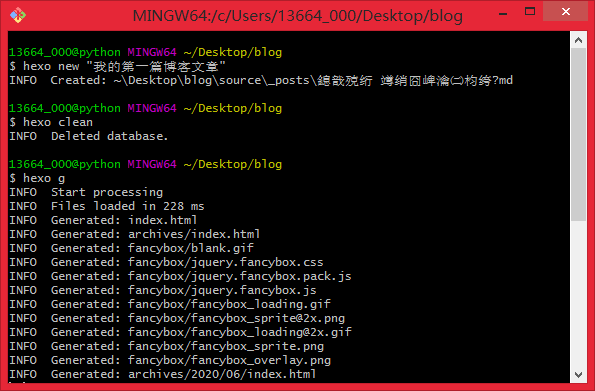 MINGW64:/c/Users/13664_000/Desktop/blog
13664_000@python MINGW64 ~/Desktop/blog
$ hexo new "我的第一篇博客文章"
INFO  Created: ~\Desktop\blog\source\_posts\鎴戠殑绗 竴绡囧崥瀹㈡枃绔?md
13664_000@python MINGW64 ~/Desktop/blog
$ hexo clean
INFO  Deleted database.
13664_000@python MINGW64 ~/Desktop/blog
$ hexo g
INFO  Start processing
INFO  Files loaded in 228 ms
INFO  Generated: index.html
INFO  Generated: archives/index.html
INFO  Generated: fancybox/blank.gif
INFO  Generated: fancybox/jquery.fancybox.css
INFO  Generated: fancybox/jquery.fancybox.pack.js
INFO  Generated: fancybox/jquery.fancybox.js
INFO  Generated: fancybox/fancybox_loading.gif
INFO  Generated: fancybox/fancybox_sprite@2x.png
INFO  Generated: fancybox/fancybox_loading@2x.gif
INFO  Generated: fancybox/fancybox_sprite.png
INFO  Generated: fancybox/fancybox_overlay.png
INFO  Generated: archives/2020/06/index.html